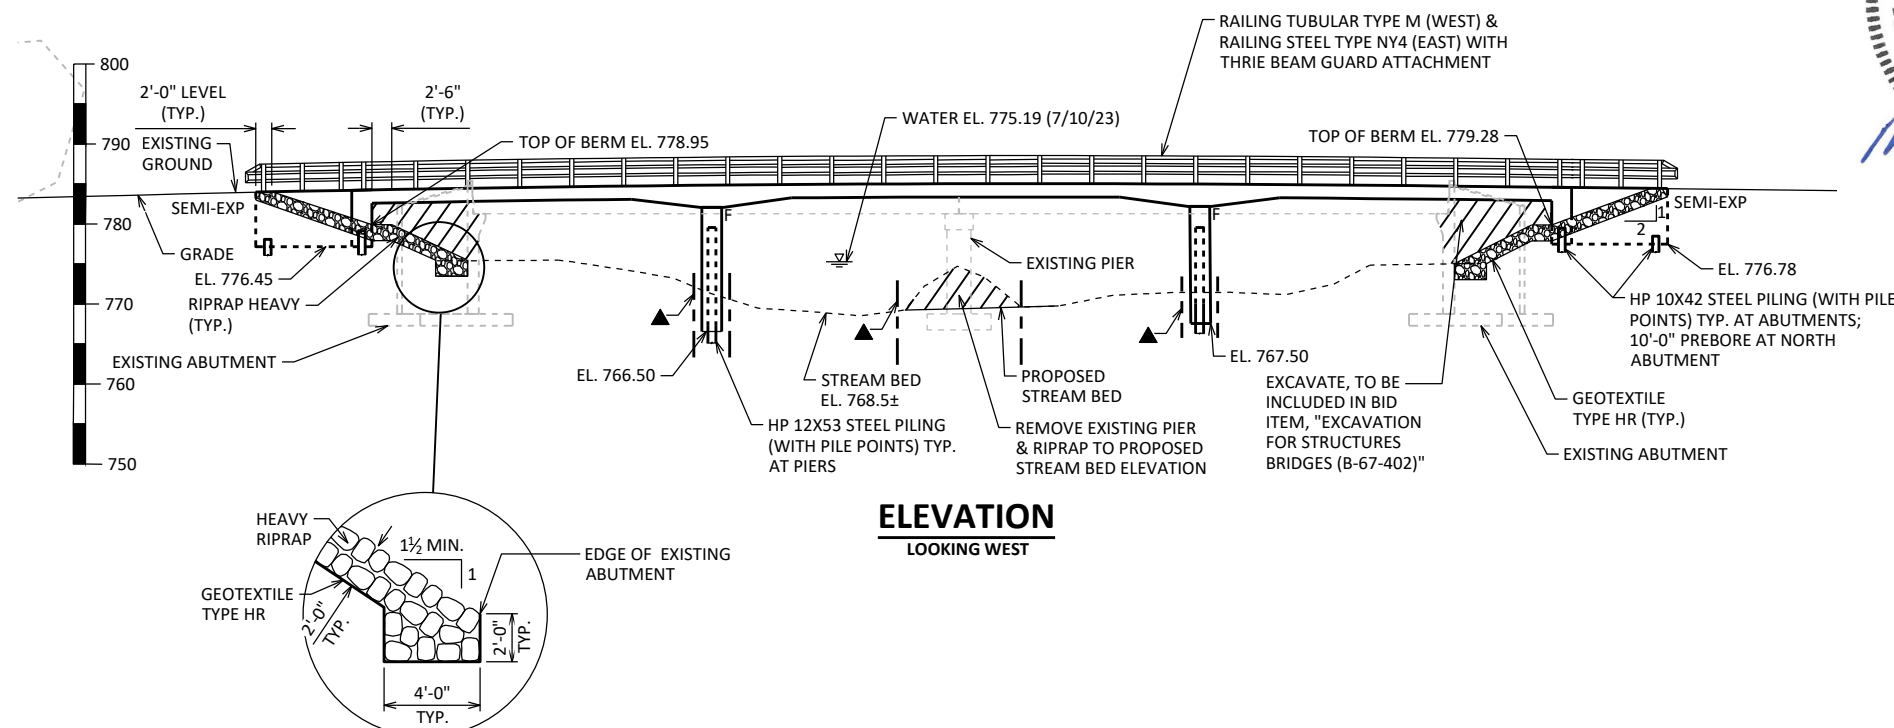 RAILING TUBULAR TYPE M (WEST) &
RAILING STEEL TYPE NY4 (EAST) WITH
THRIE BEAM GUARD ATTACHMENT
800
790
780
770
760
750
2'-0" LEVEL
(TYP.)
2'-6"
(TYP.)
EXISTING
GROUND
TOP OF BERM EL. 778.95
WATER EL. 775.19 (7/10/23)
TOP OF BERM EL. 779.28
SEMI-EXP
F
F
SEMI-EXP
1
2
GRADE
EL. 776.45
RIPRAP HEAVY
(TYP.)
EXISTING ABUTMENT
EXISTING PIER
EL. 776.78
HP 10X42 STEEL PILING (WITH PILE
POINTS) TYP. AT ABUTMENTS;
10'-0" PREBORE AT NORTH
ABUTMENT
EL. 766.50
STREAM BED
EL. 768.5±
PROPOSED
STREAM BED
EL. 767.50
HP 12X53 STEEL PILING
(WITH PILE POINTS) TYP.
AT PIERS
REMOVE EXISTING PIER
& RIPRAP TO PROPOSED
STREAM BED ELEVATION
EXCAVATE, TO BE
INCLUDED IN BID
ITEM, "EXCAVATION
FOR STRUCTURES
BRIDGES (B-67-402)"
GEOTEXTILE
TYPE HR (TYP.)
EXISTING ABUTMENT
ELEVATION
LOOKING WEST
HEAVY
RIPRAP
1½ MIN.
1
EDGE OF EXISTING
ABUTMENT
GEOTEXTILE
TYPE HR
2'-0"
TYP.
2'-0"
TYP.
4'-0"
TYP.